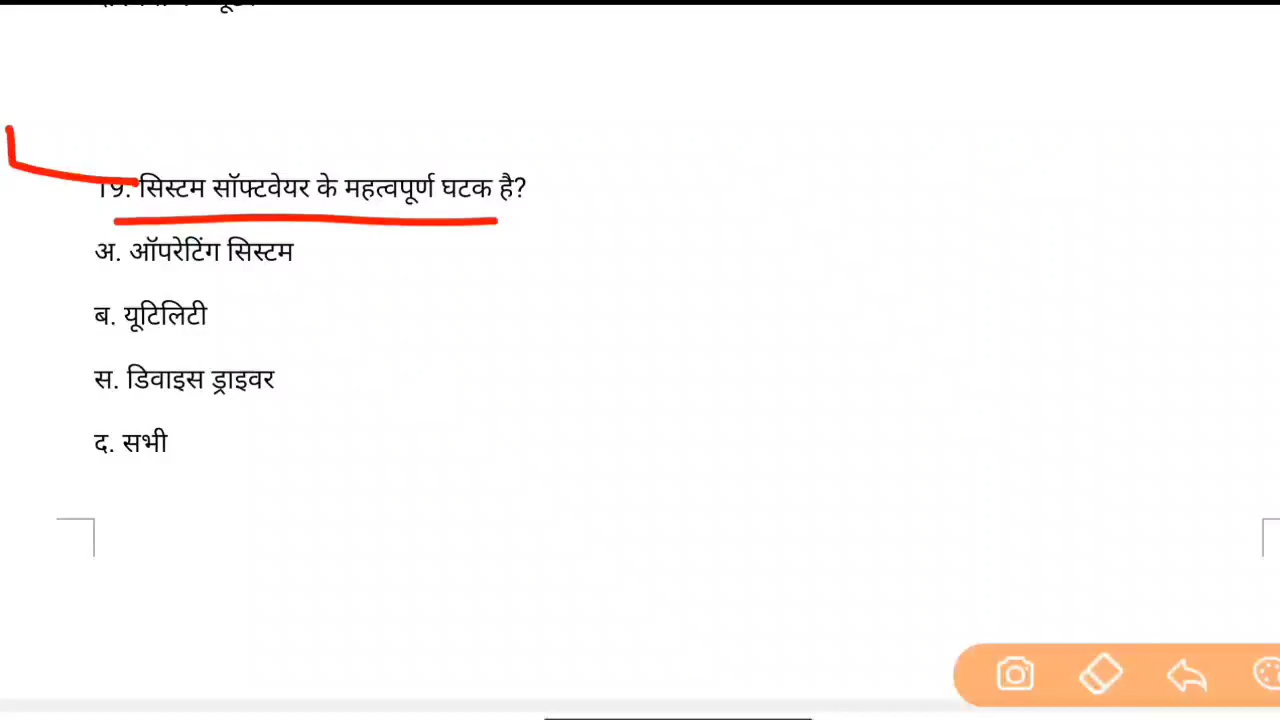 19. सिस्टम सॉफ्टवेयर के महत्वपूर्ण घटक है?
अ. ऑपरेटिंग सिस्टम
ब. यूटिलिटी
स. डिवाइस ड्राइवर
द. सभी